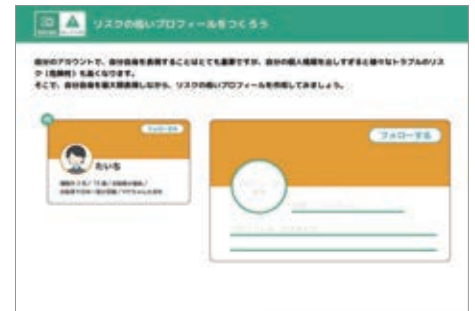 リスクの低いプロフィールをつくろう
自分のアカウントで、自分自身を表現することはとても重要ですが、自分の個人情報を出しすぎると様々なトラブルのリス
ク(危険性)も高くなります。
そこで、自分自身を最大限表現しながら、リスクの低いプロフィールを作成してみましょう。
フォローする
たいち
フォローする